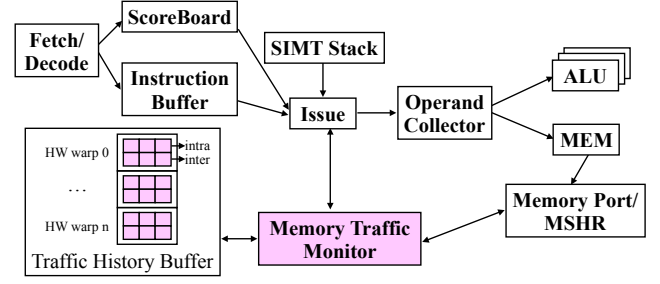 Fetch/
Decode
ScoreBoard
Instruction
Buffer
SIMT Stack
Issue
Operand
Collector
ALU
MEM
Memory Port/
MSHR
Memory Traffic
Monitor
HW warp 0
intra
inter
...
HW warp n
Traffic History Buffer